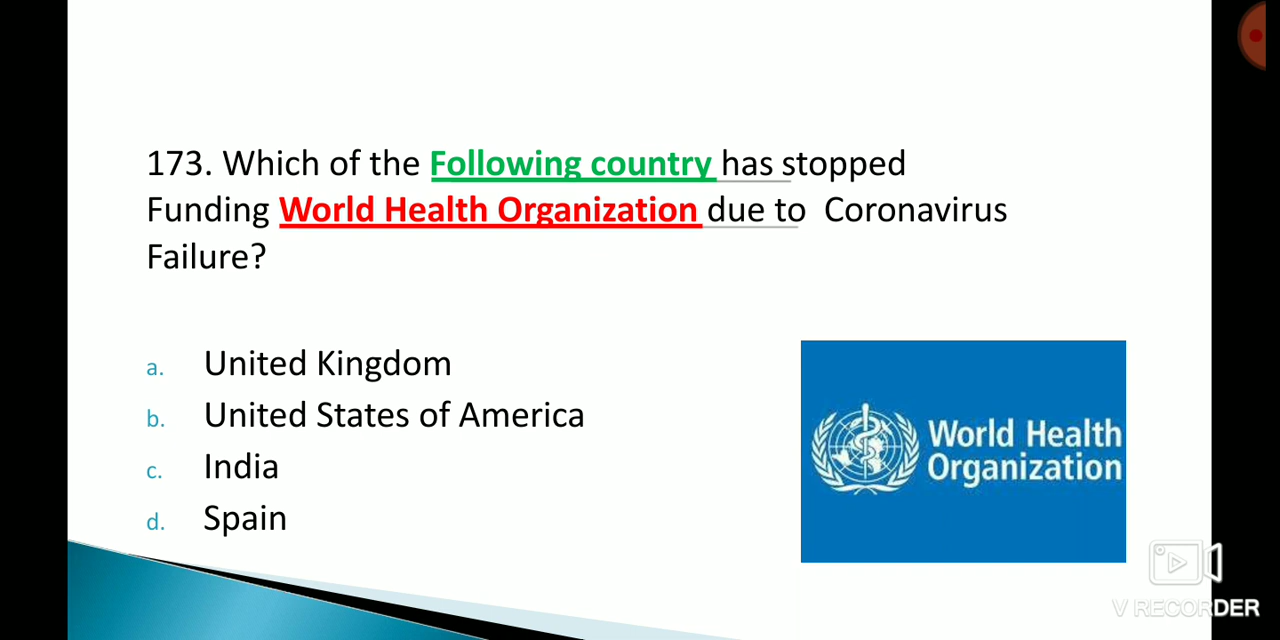 173. Which of the Following country has stopped
Funding World Health Organization due to Coronavirus
Failure?
a. United Kingdom
b. United States of America
c. India
d. Spain
World Health
Organization
V RECORDER